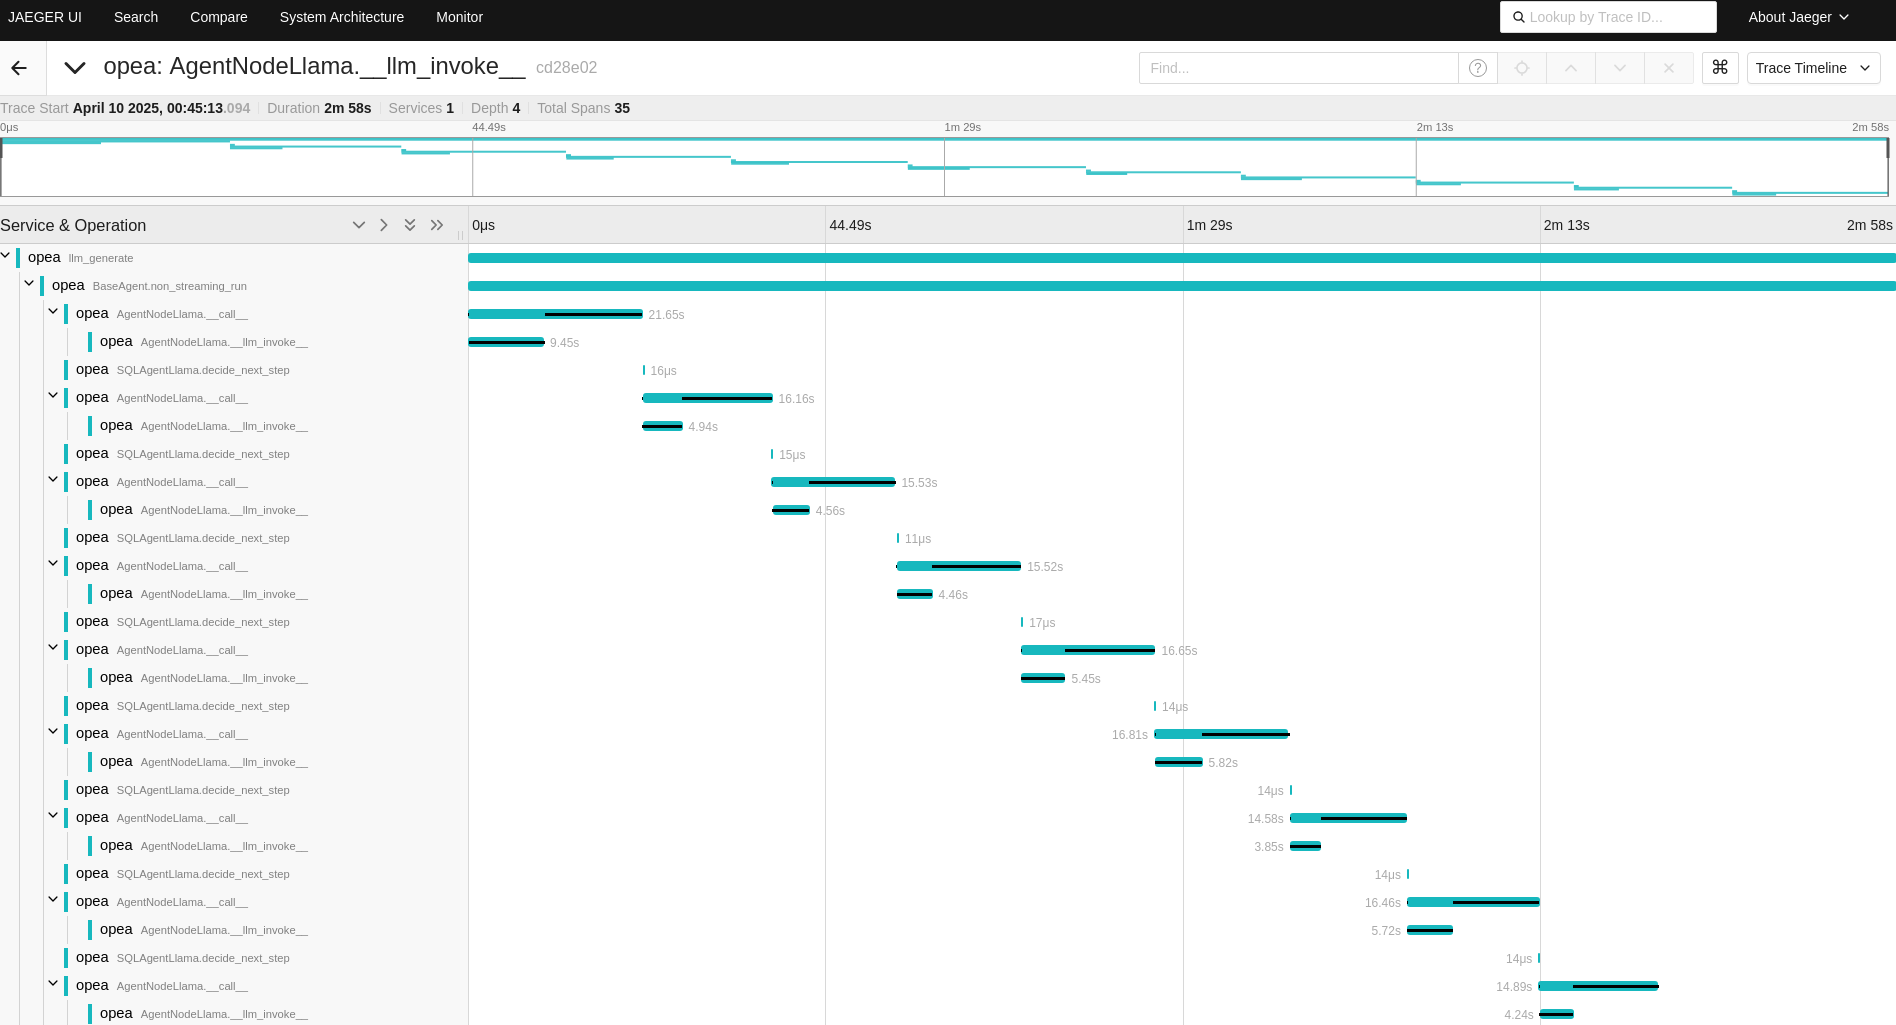 JAEGER UI Search Compare System Architecture Monitor Lookup by Trace ID... About Jaeger
opea: AgentNodeLlama.__llm_invoke__ cd28e02 Find... ? ⌘ Trace Timeline
Trace Start April 10 2025, 00:45:13.094 Duration 2m 58s Services 1 Depth 4 Total Spans 35
0μs 44.49s 1m 29s 2m 13s 2m 58s
Service & Operation 0μs 44.49s 1m 29s 2m 13s 2m 58s
opea llm_generate
opea BaseAgent.non_streaming_run
opea AgentNodeLlama.__call__ 21.65s
opea AgentNodeLlama.__llm_invoke__ 9.45s
opea SQLAgentLlama.decide_next_step 16μs
opea AgentNodeLlama.__call__ 16.16s
opea AgentNodeLlama.__llm_invoke__ 4.94s
opea SQLAgentLlama.decide_next_step 15μs
opea AgentNodeLlama.__call__ 15.53s
opea AgentNodeLlama.__llm_invoke__ 4.56s
opea SQLAgentLlama.decide_next_step 11μs
opea AgentNodeLlama.__call__ 15.52s
opea AgentNodeLlama.__llm_invoke__ 4.46s
opea SQLAgentLlama.decide_next_step 17μs
opea AgentNodeLlama.__call__ 16.65s
opea AgentNodeLlama.__llm_invoke__ 5.45s
opea SQLAgentLlama.decide_next_step 14μs
opea AgentNodeLlama.__call__ 16.81s
opea AgentNodeLlama.__llm_invoke__ 5.82s
opea SQLAgentLlama.decide_next_step 14μs
opea AgentNodeLlama.__call__ 14.58s
opea AgentNodeLlama.__llm_invoke__ 3.85s
opea SQLAgentLlama.decide_next_step 14μs
opea AgentNodeLlama.__call__ 16.46s
opea AgentNodeLlama.__llm_invoke__ 5.72s
opea SQLAgentLlama.decide_next_step 14μs
opea AgentNodeLlama.__call__ 14.89s
opea AgentNodeLlama.__llm_invoke__ 4.24s